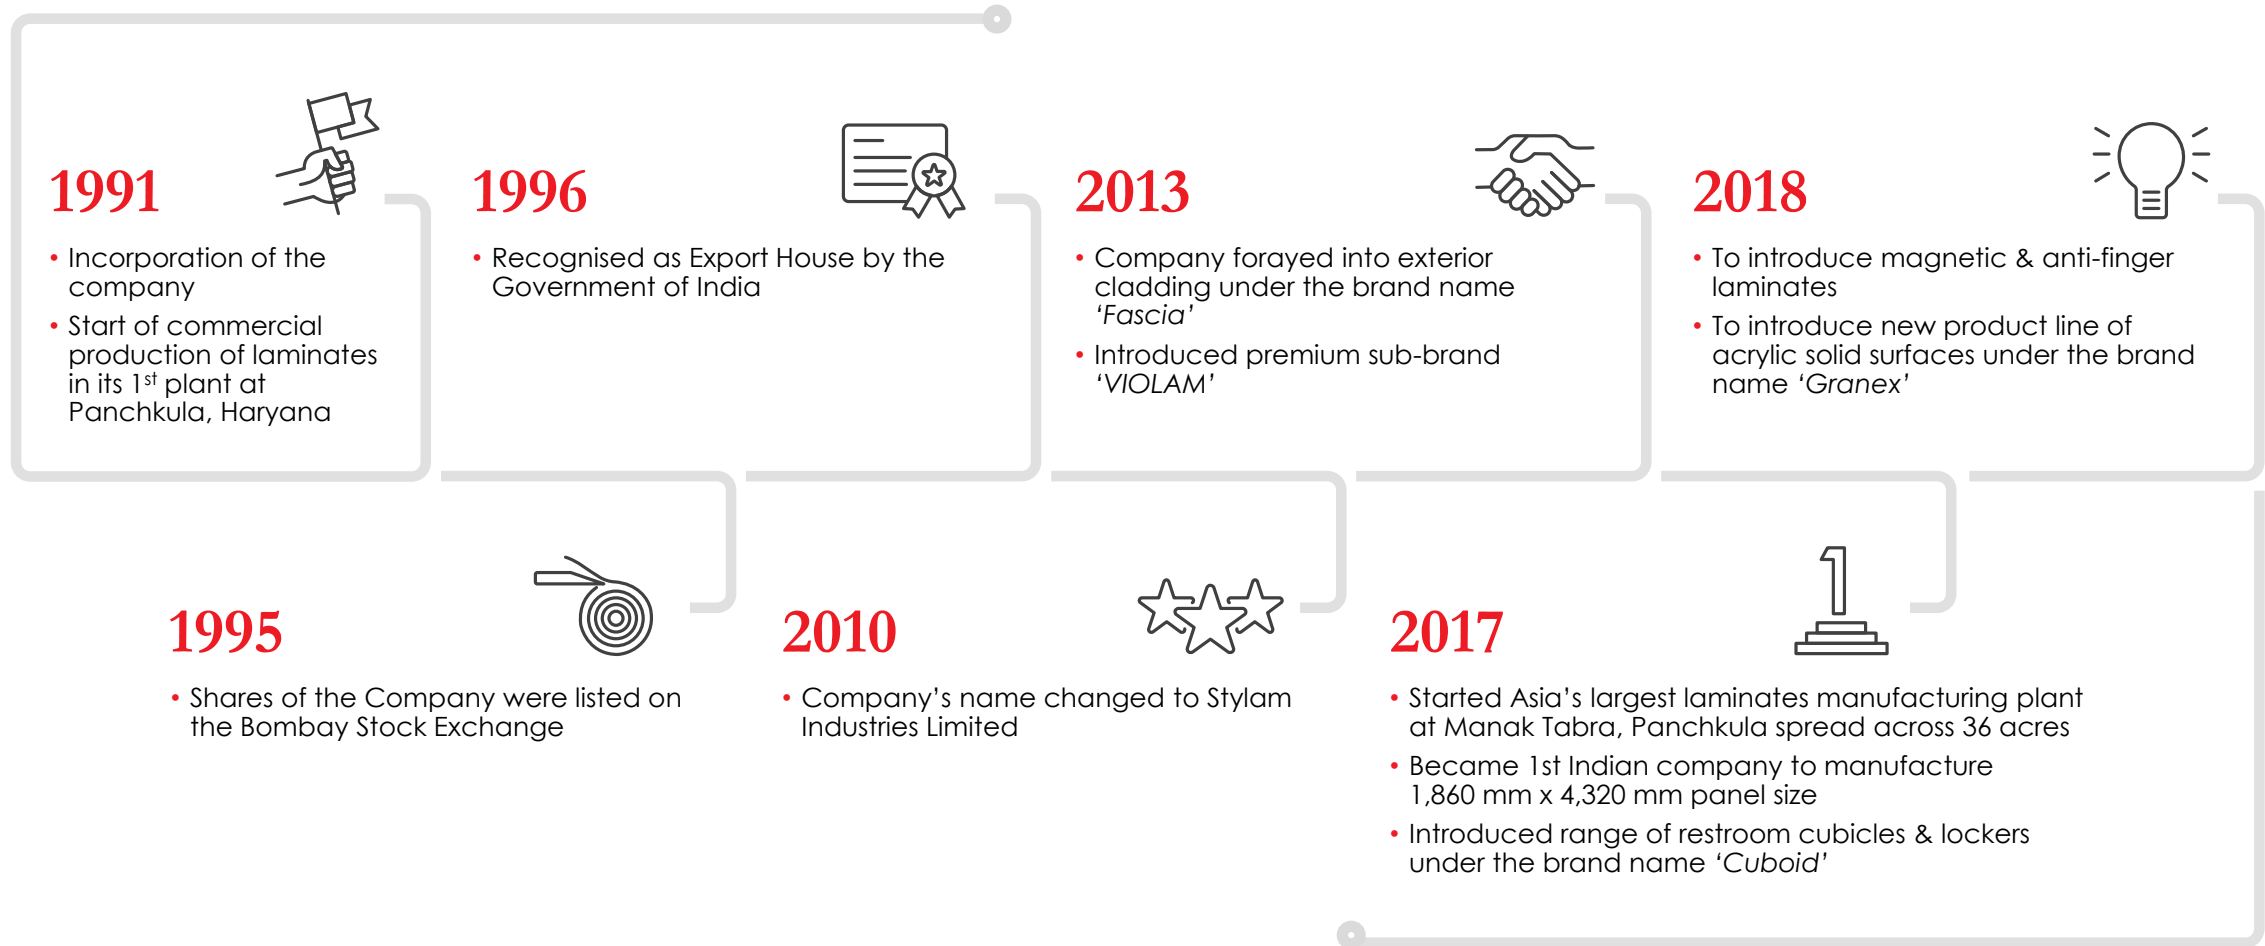 1991
• Incorporation of the
company
• Start of commercial
production of laminates
in its 1st plant at
Panchkula, Haryana
1995
• Shares of the Company were listed on
the Bombay Stock Exchange
1996
• Recognised as Export House by the
Government of India
2010
• Company’s name changed to Stylam
Industries Limited
2013
• Company forayed into exterior
cladding under the brand name
‘Fascia’
• Introduced premium sub-brand
‘VIOLAM’
2017
1
• Started Asia’s largest laminates manufacturing plant
at Manak Tabra, Panchkula spread across 36 acres
• Became 1st Indian company to manufacture
1,860 mm x 4,320 mm panel size
• Introduced range of restroom cubicles & lockers
under the brand name ‘Cuboid’
2018
• To introduce magnetic & anti-finger
laminates
• To introduce new product line of
acrylic solid surfaces under the brand
name ‘Granex’